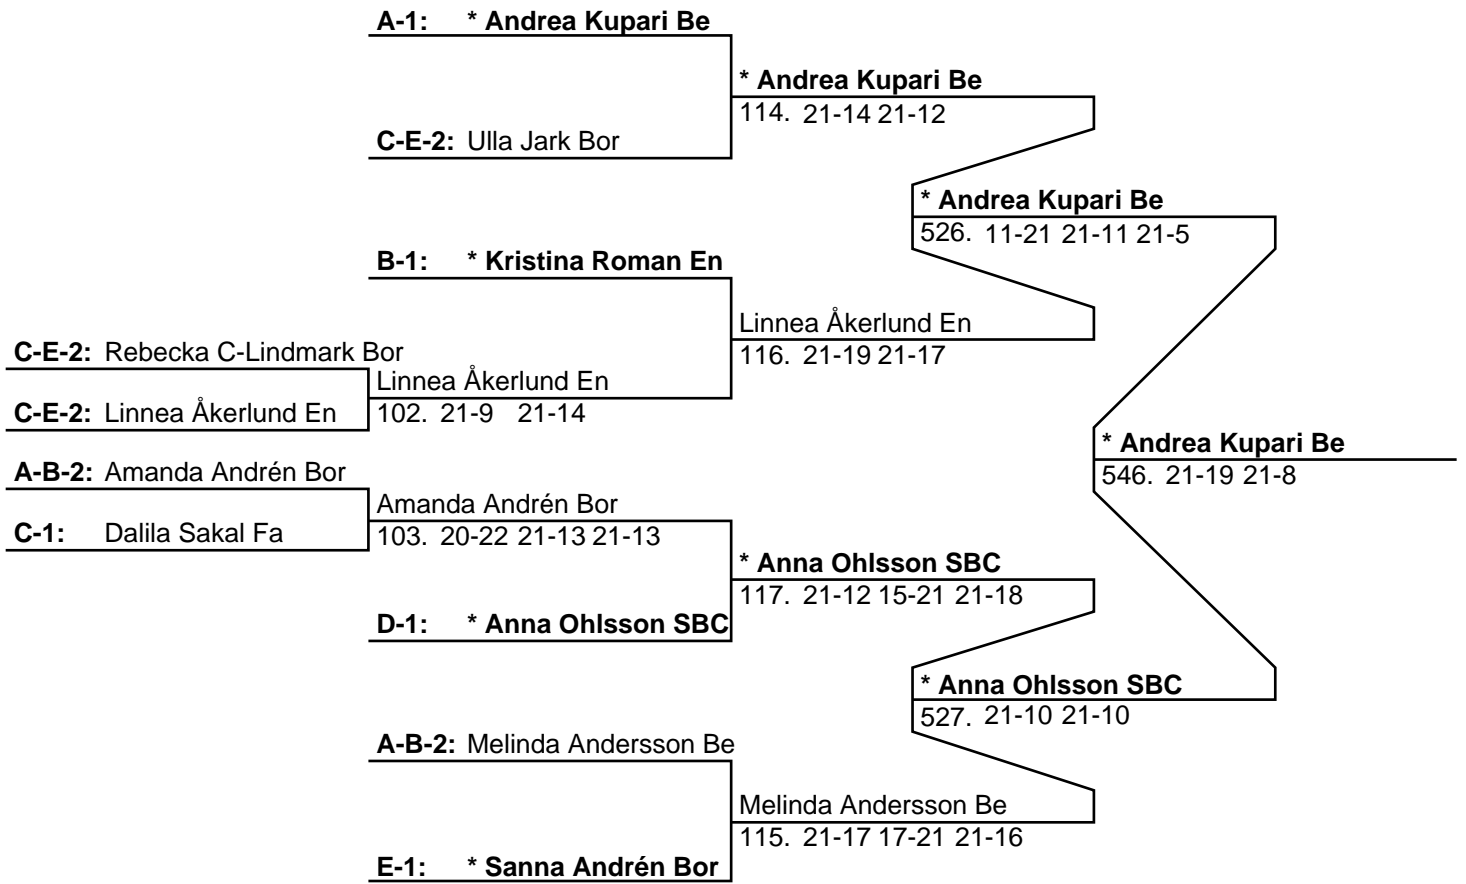 A-1: * Andrea Kupari Be
* Andrea Kupari Be
114. 21-14 21-12
C-E-2: Ulla Jark Bor
* Andrea Kupari Be
526. 11-21 21-11 21-5
B-1: * Kristina Roman En
Linnea Åkerlund En
116. 21-19 21-17
C-E-2: Rebecka C-Lindmark Bor
Linnea Åkerlund En
102. 21-9 21-14
C-E-2: Linnea Åkerlund En
* Andrea Kupari Be
546. 21-19 21-8
A-B-2: Amanda Andrén Bor
Amanda Andrén Bor
103. 20-22 21-13 21-13
C-1: Dalila Sakal Fa
* Anna Ohlsson SBC
117. 21-12 15-21 21-18
D-1: * Anna Ohlsson SBC
* Anna Ohlsson SBC
527. 21-10 21-10
A-B-2: Melinda Andersson Be
Melinda Andersson Be
115. 21-17 17-21 21-16
E-1: * Sanna Andrén Bor